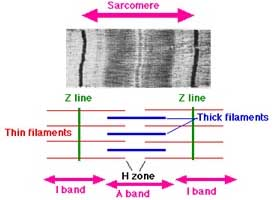 Sarcomere
Z line
Z line
Thick filaments
Thin filaments
H zone
I band
A band
I band